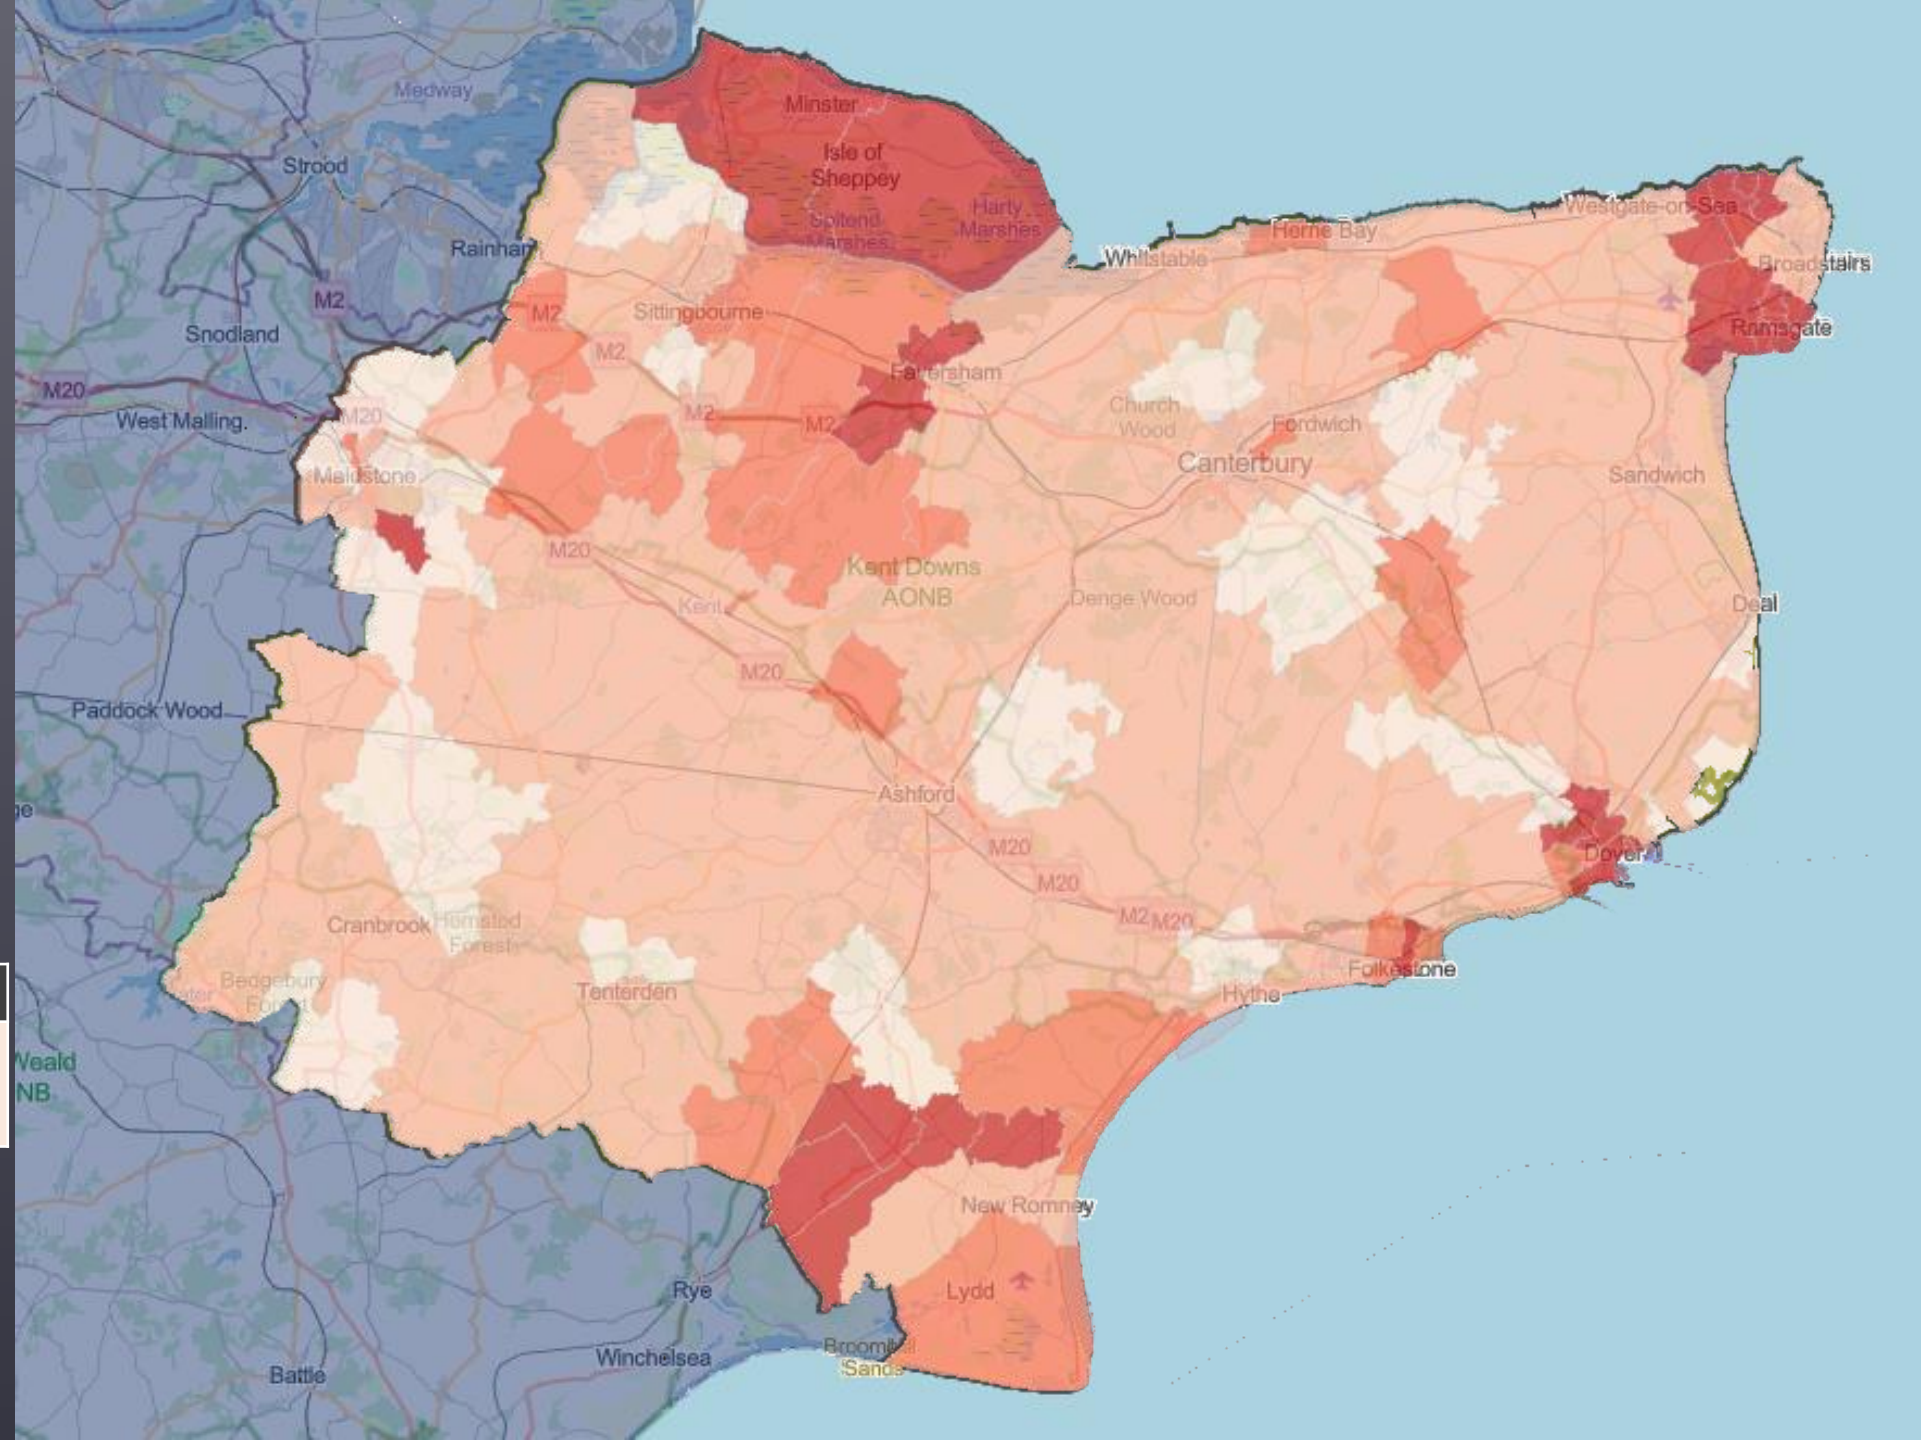 Medway
Minster
Strood
Isle of
Sheppey
Harty
Marshes
Spitend
Marshes
Westgate-on-Sea
Herne Bay
Rainham
Whitstable
Broadstairs
M2
M2
Sittingbourne
Ramsgate
Snodland
M2
Faversham
M20
M20
West Malling.
M2
M2
Church
Wood
Fordwich
Maidstone
Canterbury
Sandwich
M20
Kent Downs
AONB
Kent
Denge Wood
Deal
M20
Paddock Wood
Ashford
M20
Dover
M20
M2
M20
Cranbrook
Hemsted
Forest
Folkestone
Bedgebury
Tenterden
Hythe
Weald
NB
New Romney
Rye
Lydd
Broomhill
Sands
Winchelsea
Battle